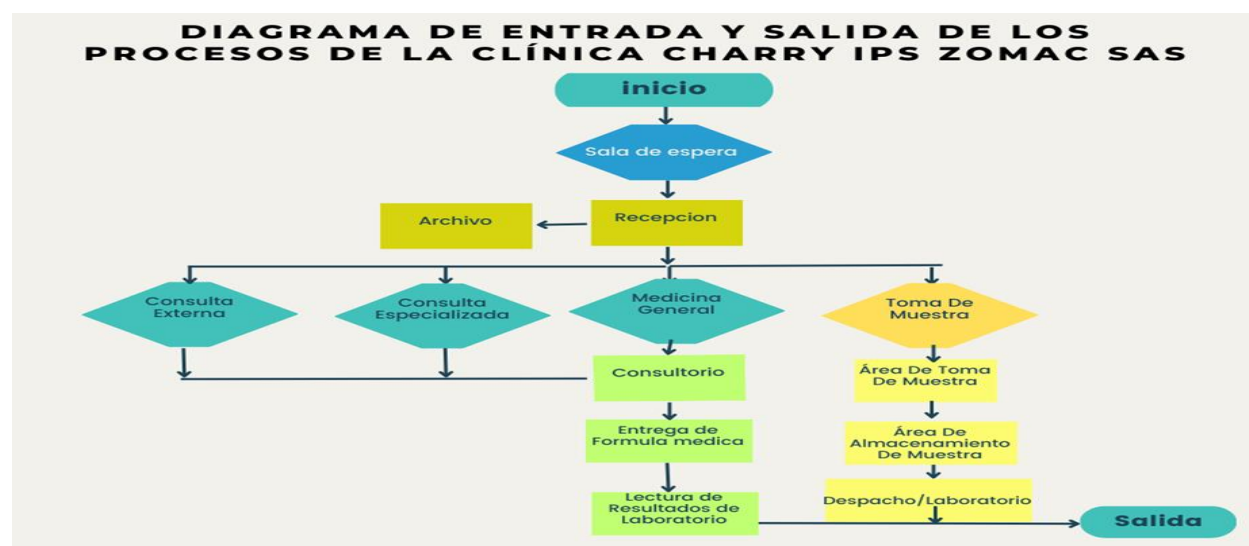 DIAGRAMA DE ENTRADA Y SALIDA DE LOS
PROCESOS DE LA CLÍNICA CHARRY IPS ZOMAC SAS
inicio
Sala de espera
Archivo
Recepcion
Consulta
Externa
Consulta
Especializada
Medicina
General
Toma De
Muestra
Consultorio
Área De Toma
De Muestra
Entrega de
Formula medica
Área De
Almacenamiento
De Muestra
Lectura de
Resultados de
Laboratorio
Despacho/Laboratorio
Salida